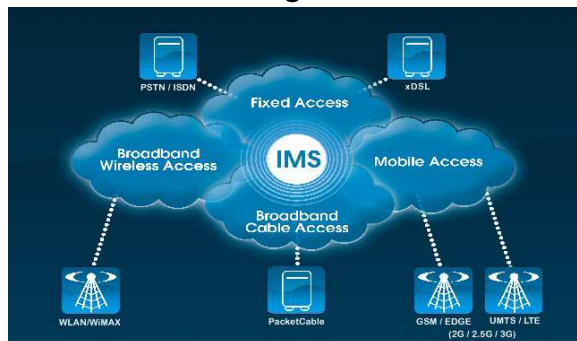 PSTN / ISDN
xDSL
Fixed Access
Broadband
Wireless Access
IMS
Mobile Access
Broadband
Cable Access
WLAN/WiMAX
PacketCable
GSM / EDGE
UMTS / LTE
(2G / 2.5G / 3G)